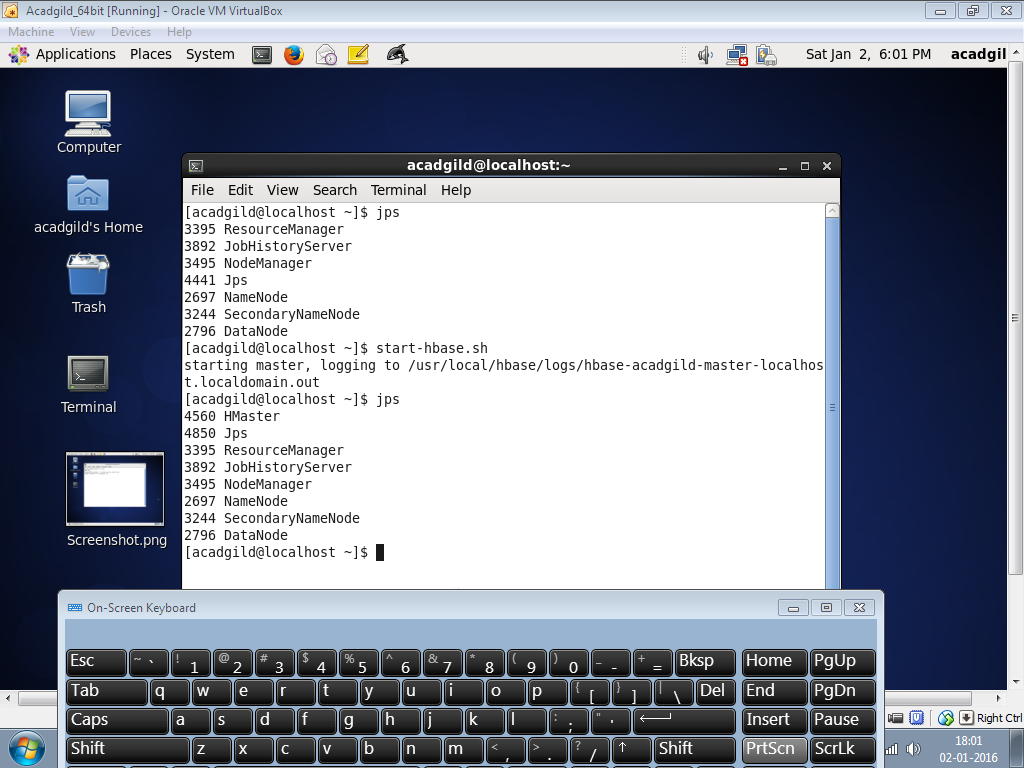 Acadgild_64bit [Running] - Oracle VM VirtualBox
Machine View Devices Help
Applications Places System Sat Jan 2, 6:01 PM acadgil
Computer
acadgild's Home
Trash
Terminal
Screenshot.png
acadgild@localhost:~
File Edit View Search Terminal Help
[acadgild@localhost ~]$ jps
3395 ResourceManager
3892 JobHistoryServer
3495 NodeManager
4441 Jps
2697 NameNode
3244 SecondaryNameNode
2796 DataNode
[acadgild@localhost ~]$ start-hbase.sh
starting master, logging to /usr/local/hbase/logs/hbase-acadgild-master-localhos
t.localdomain.out
[acadgild@localhost ~]$ jps
4560 HMaster
4850 Jps
3395 ResourceManager
3892 JobHistoryServer
3495 NodeManager
2697 NameNode
3244 SecondaryNameNode
2796 DataNode
[acadgild@localhost ~]$
On-Screen Keyboard
Esc ~ ` ! 1 @ 2 # 3 $ 4 % 5 ^ 6 & 7 * 8 ( 9 ) 0 _ - + = Bksp Home PgUp
Tab q w e r t y u i o p { [ } ] | \ Del End PgDn
Caps a s d f g h j k l : ; " ' Insert Pause
Shift z x c v b n m < , > . ? / ↑ Shift PrtScn ScrLk
Right Ctrl
18:01
02-01-2016